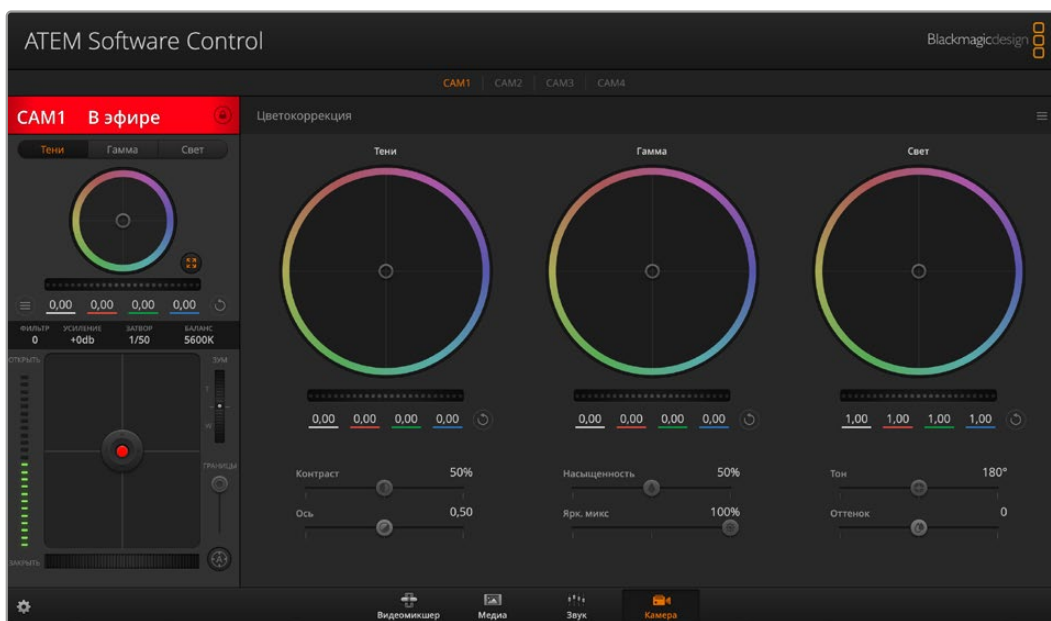 ATEM Software Control
Blackmagicdesign
CAM1 CAM2 CAM3 CAM4
CAM1 В эфире
Цветокоррекция
Тени Гамма Свет
Тени Гамма Свет
0,00 0,00 0,00 0,00
ФИЛЬТР УСИЛЕНИЕ ЗАТВОР БАЛАНС
0 +0db 1/50 5600K
ОТКРЫТЬ ЗУМ
T
W
ГРАНИЦЫ
A
ЗАКРЫТЬ
0,00 0,00 0,00 0,00
0,00 0,00 0,00 0,00
1,00 1,00 1,00 1,00
Контраст 50%
Насыщенность 50%
Тон 180°
Ось 0,50
Ярк. микс 100%
Оттенок 0
Видеомикшер Медиа Звук Камера